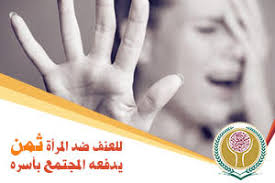 للعنف ضد المرأة ثمن
يدفعه المجتمع بأسره